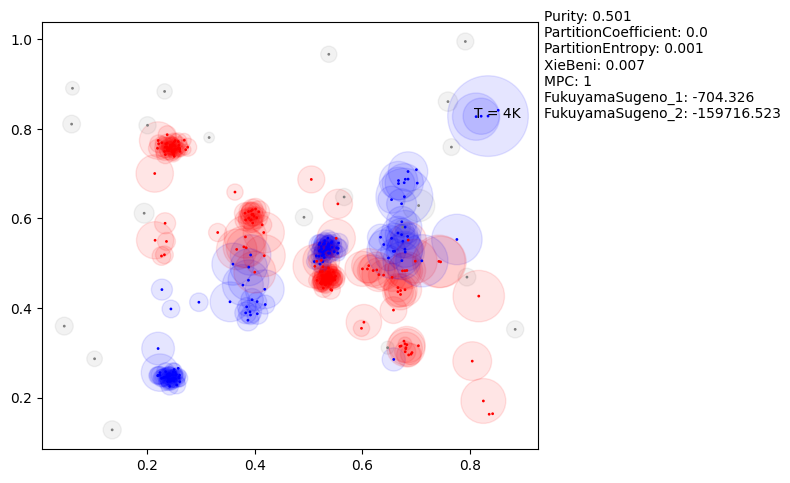 Purity: 0.501
PartitionCoefficient: 0.0
PartitionEntropy: 0.001
XieBeni: 0.007
MPC: 1
FukuyamaSugeno_1: -704.326
FukuyamaSugeno_2: -159716.523
T = 4K
1.0
0.8
0.6
0.4
0.2
0.2 0.4 0.6 0.8